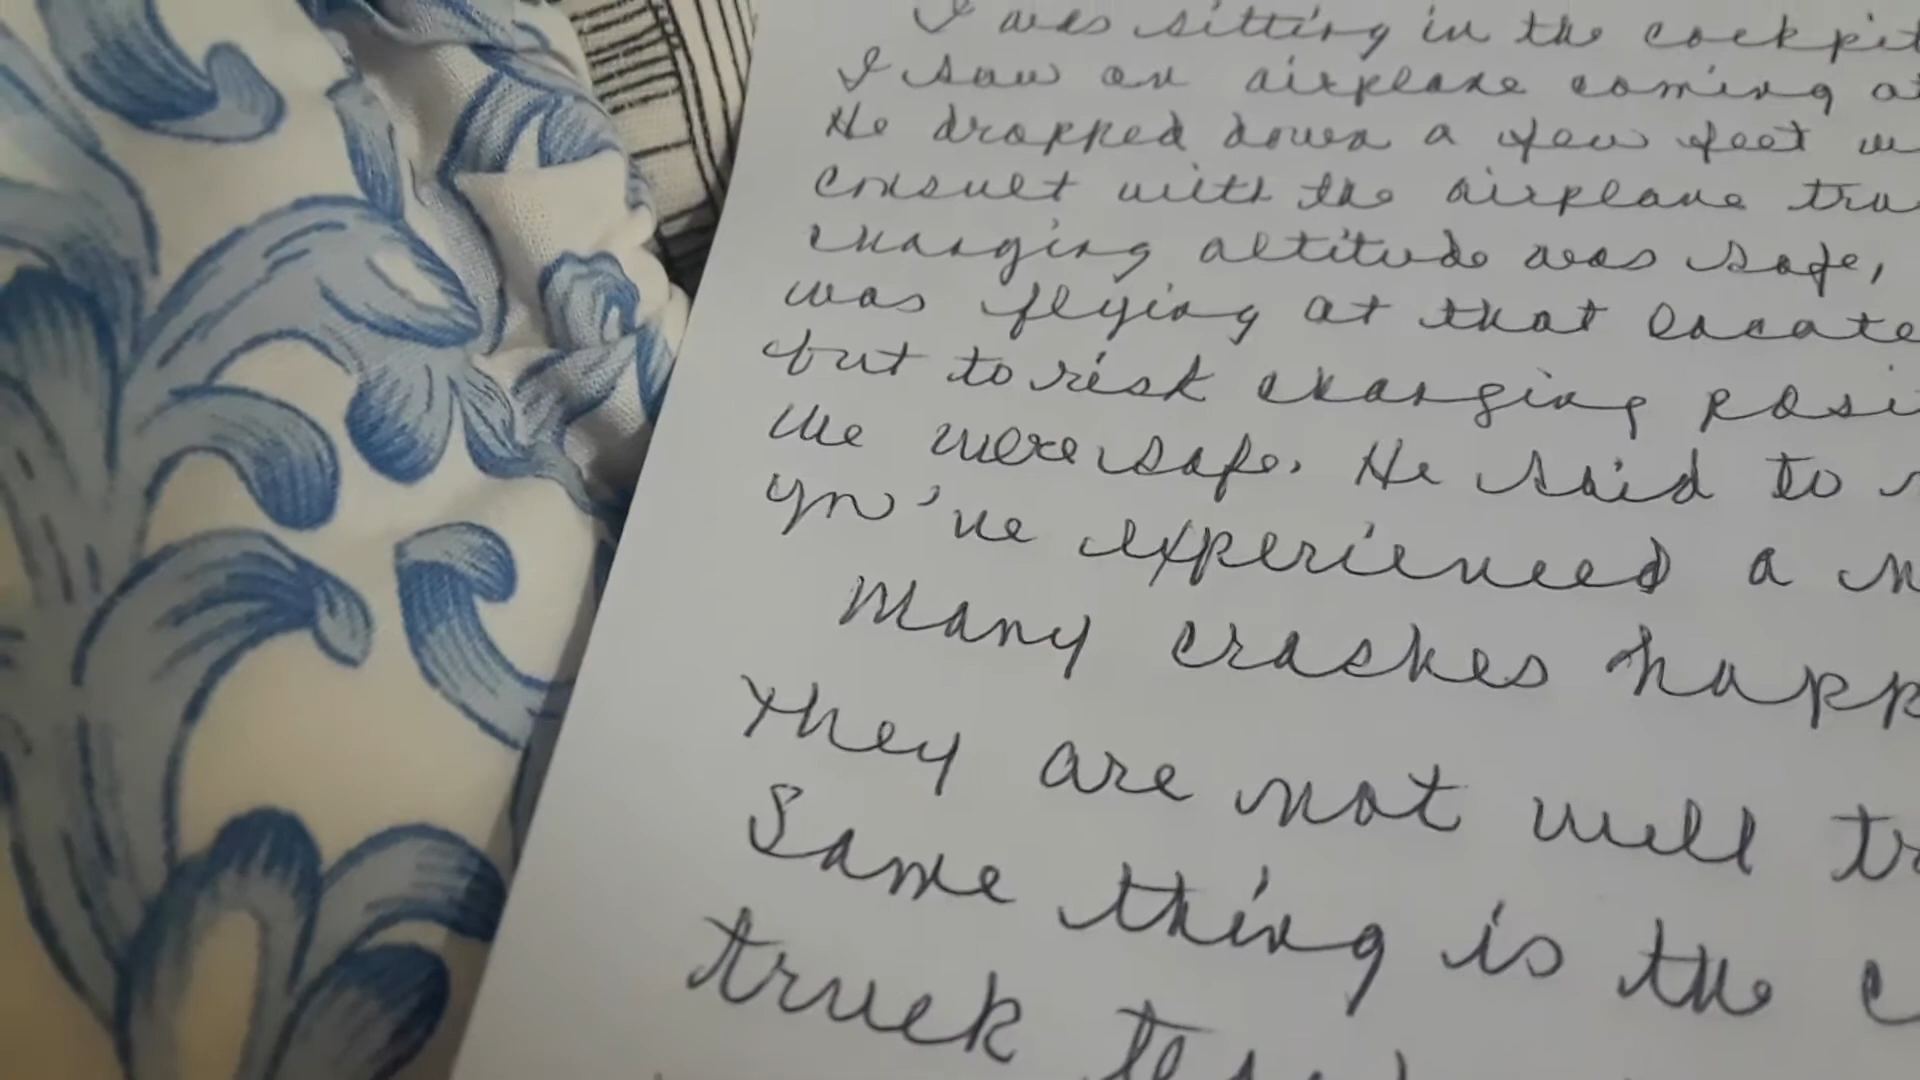 I was sitting in the cockpit
I saw an airplane coming at
He dropped down a few feet
consult with the airplane
changing altitude was safe,
was flying at that
but to risk changing
we were safe. He said to
you've experienced a
Many crashes happ
They are not well tr
Same thing is the c
truck